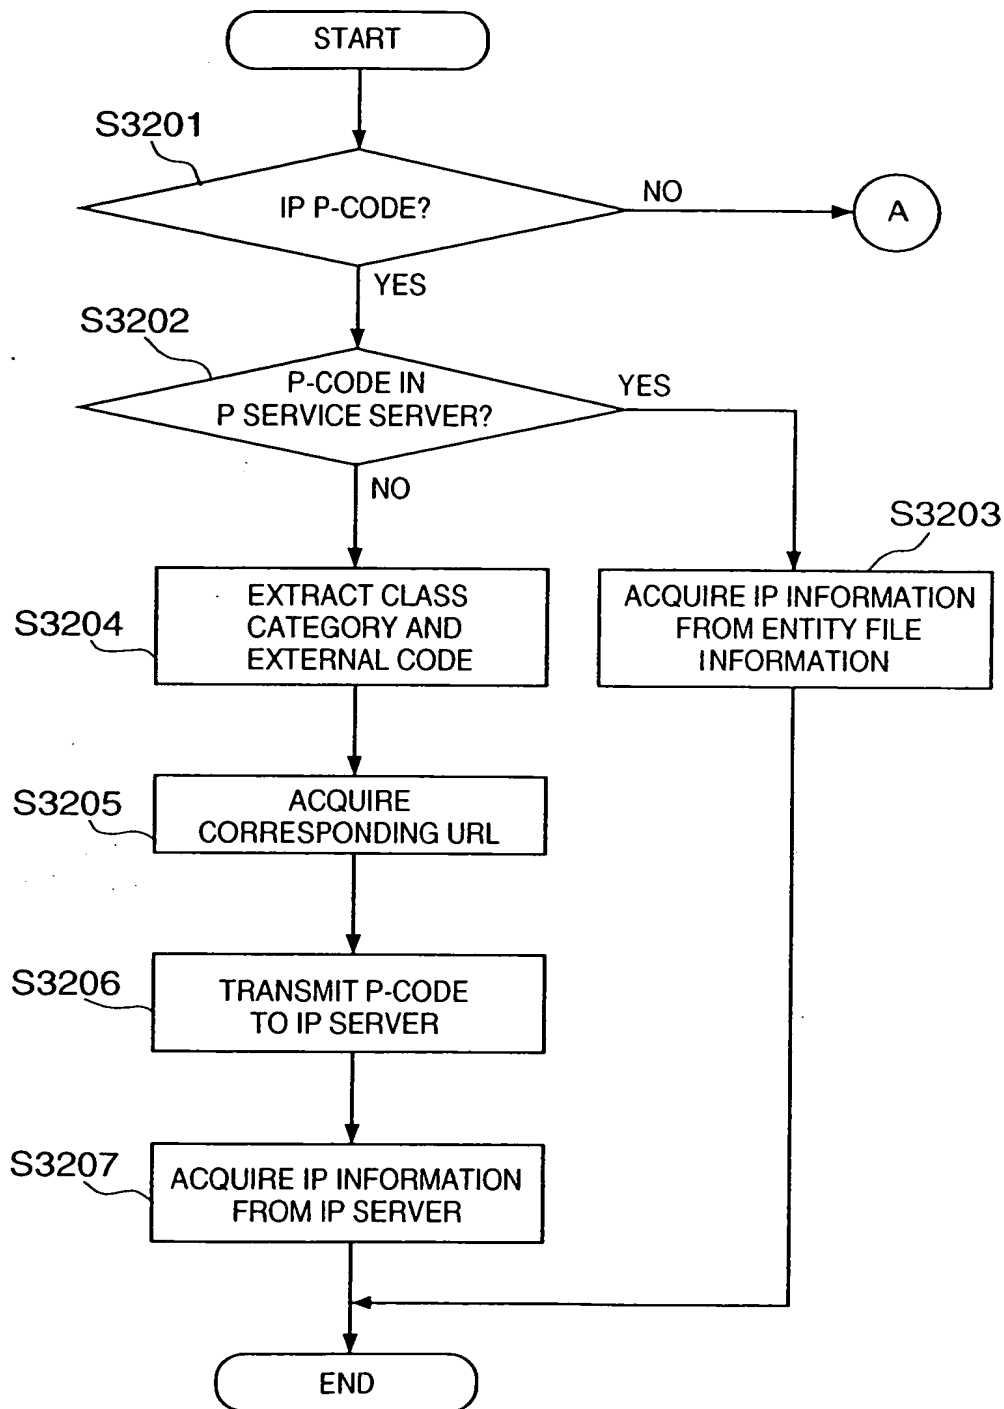 START
S3201
IP P-CODE?
NO
A
YES
S3202
P-CODE IN
P SERVICE SERVER?
YES
NO
S3203
ACQUIRE IP INFORMATION
FROM ENTITY FILE
INFORMATION
S3204
EXTRACT CLASS
CATEGORY AND
EXTERNAL CODE
S3205
ACQUIRE
CORRESPONDING URL
S3206
TRANSMIT P-CODE
TO IP SERVER
S3207
ACQUIRE IP INFORMATION
FROM IP SERVER
END